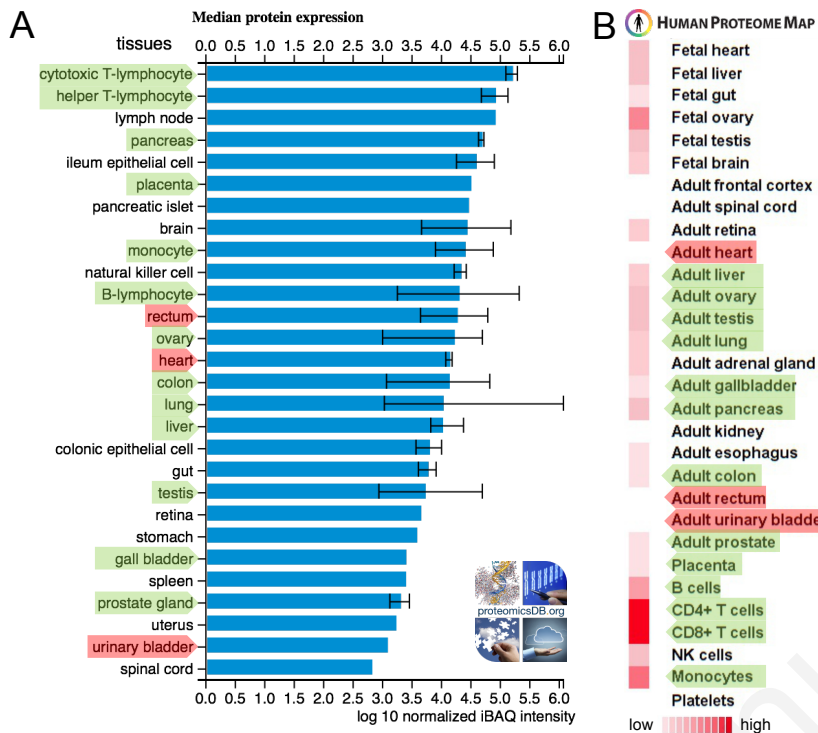 A
Median protein expression
tissues
0.0 0.5 1.0 1.5 2.0 2.5 3.0 3.5 4.0 4.5 5.0 5.5 6.0
cytotoxic T-lymphocyte
helper T-lymphocyte
lymph node
pancreas
ileum epithelial cell
placenta
pancreatic islet
brain
monocyte
natural killer cell
B-lymphocyte
rectum
ovary
heart
colon
lung
liver
colonic epithelial cell
gut
testis
retina
stomach
gall bladder
spleen
prostate gland
uterus
urinary bladder
spinal cord
proteomicsDB.org
0.0 0.5 1.0 1.5 2.0 2.5 3.0 3.5 4.0 4.5 5.0 5.5 6.0
log 10 normalized iBAQ intensity
B
HUMAN PROTEOME MAP
Fetal heart
Fetal liver
Fetal gut
Fetal ovary
Fetal testis
Fetal brain
Adult frontal cortex
Adult spinal cord
Adult retina
Adult heart
Adult liver
Adult ovary
Adult testis
Adult lung
Adult adrenal gland
Adult gallbladder
Adult pancreas
Adult kidney
Adult esophagus
Adult colon
Adult rectum
Adult urinary bladde
Adult prostate
Placenta
B cells
CD4+ T cells
CD8+ T cells
NK cells
Monocytes
Platelets
low high